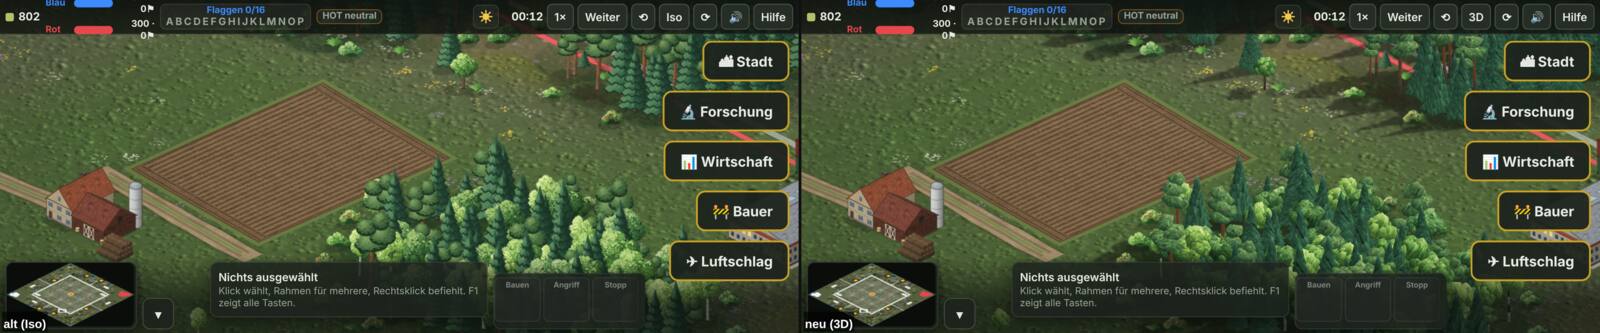 802
Blau
0
300 ·
Rot
0
Flaggen 0/16
ABCDEFGHIJKLMNOP
HOT neutral
00:12
1×
Weiter
Iso
Hilfe
Stadt
Forschung
Wirtschaft
Bauer
Luftschlag
Nichts ausgewählt
Klick wählt, Rahmen für mehrere, Rechtsklick befiehlt. F1
zeigt alle Tasten.
Bauen
Angriff
Stopp
alt (Iso)
802
Blau
0
300 ·
Rot
0
Flaggen 0/16
ABCDEFGHIJKLMNOP
HOT neutral
00:12
1×
Weiter
3D
Hilfe
Stadt
Forschung
Wirtschaft
Bauer
Luftschlag
Nichts ausgewählt
Klick wählt, Rahmen für mehrere, Rechtsklick befiehlt. F1
zeigt alle Tasten.
Bauen
Angriff
Stopp
neu (3D)